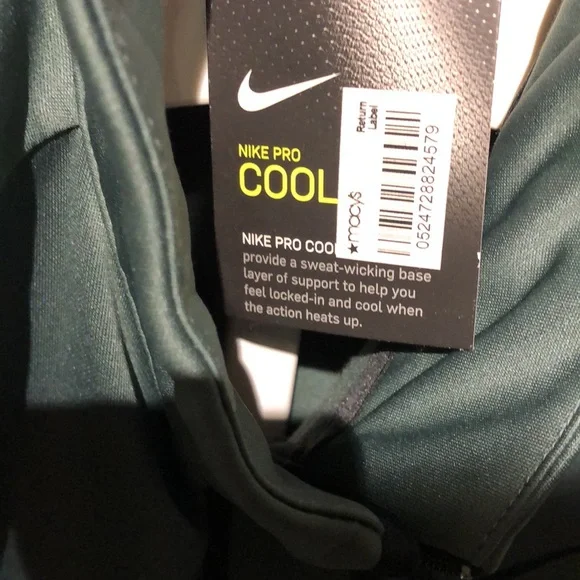 NIKE PRO
COOL
NIKE PRO COOL
provide a sweat-wicking base
layer of support to help you
feel locked-in and cool when
the action heats up.
Return
Label
★macy's
0524728824579